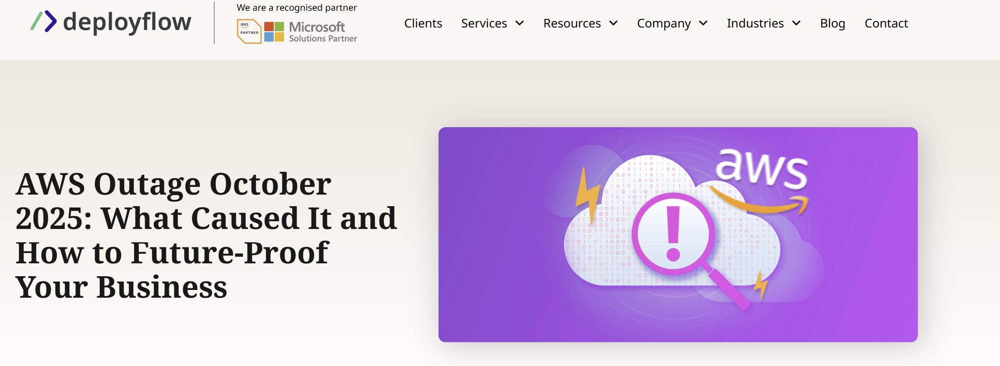 deployflow
We are a recognised partner
aws
PARTNER
Microsoft
Solutions Partner
Clients
Services
Resources
Company
Industries
Blog
Contact
AWS Outage October
2025: What Caused It and
How to Future-Proof
Your Business
aws
!